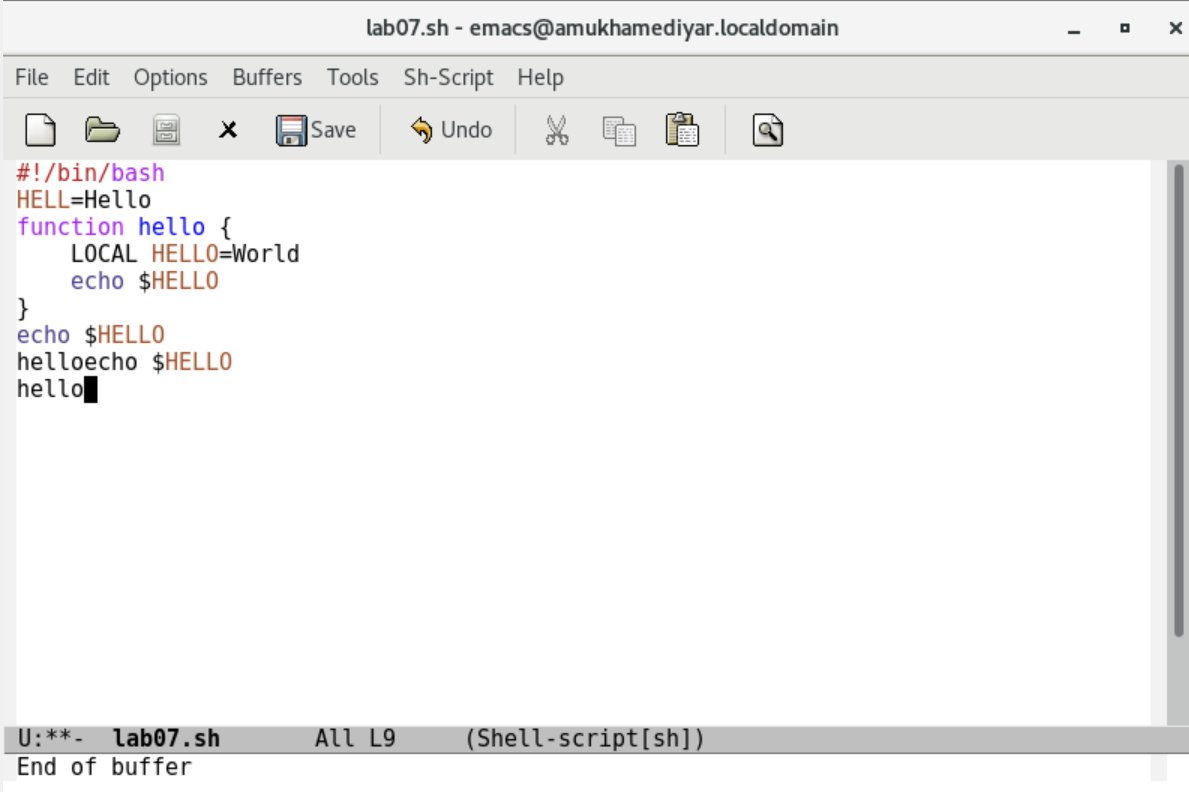 lab07.sh - emacs@amukhamediyar.localdomain
File Edit Options Buffers Tools Sh-Script Help
Save Undo
#!/bin/bash
HELL=Hello
function hello {
    LOCAL HELLO=World
    echo $HELLO
}
echo $HELLO
helloecho $HELLO
hello
U:**-  lab07.sh       All L9     (Shell-script[sh])
End of buffer